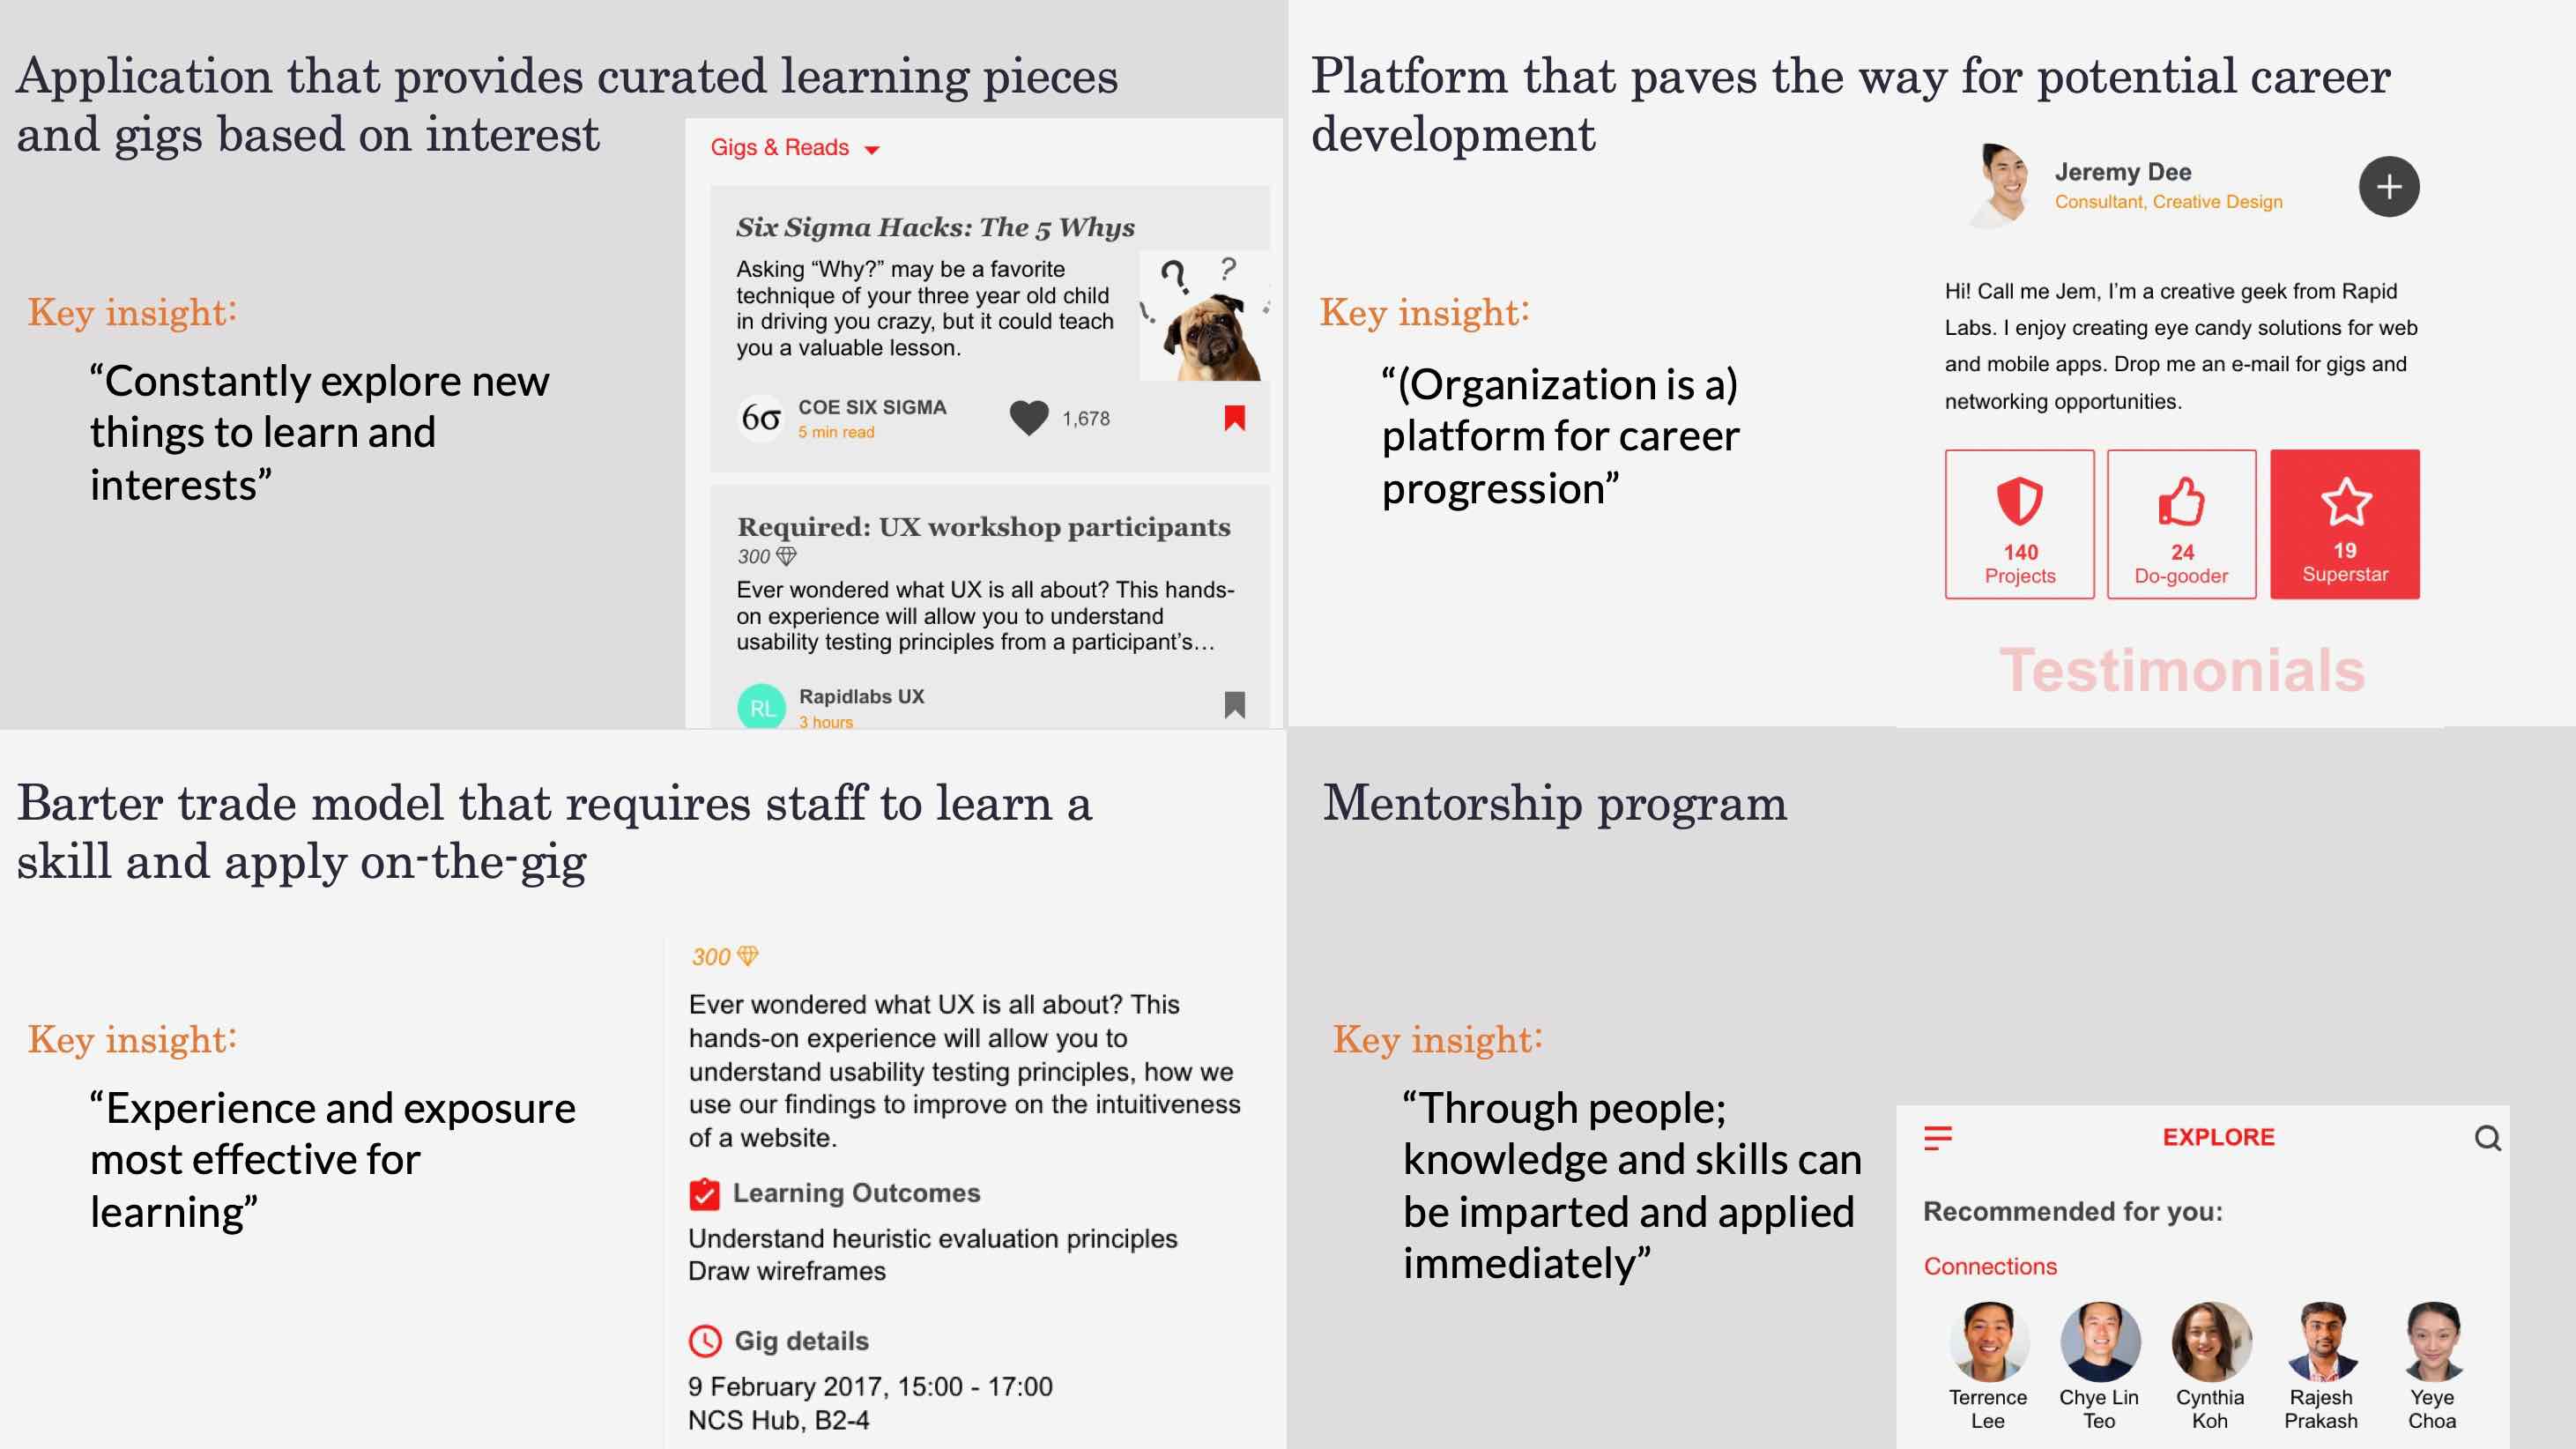 Application that provides curated learning pieces
and gigs based on interest
Key insight:
“Constantly explore new
things to learn and
interests”
Gigs & Reads
Six Sigma Hacks: The 5 Whys
Asking “Why?” may be a favorite
technique of your three year old child
in driving you crazy, but it could teach
you a valuable lesson.
? ?
6σ COE SIX SIGMA
5 min read
1,678
Required: UX workshop participants
300
Ever wondered what UX is all about? This hands-
on experience will allow you to understand
usability testing principles from a participant’s…
RL Rapidlabs UX
3 hours
Platform that paves the way for potential career
development
Key insight:
“(Organization is a)
platform for career
progression”
Jeremy Dee
Consultant, Creative Design
Hi! Call me Jem, I’m a creative geek from Rapid
Labs. I enjoy creating eye candy solutions for web
and mobile apps. Drop me an e-mail for gigs and
networking opportunities.
140
Projects
24
Do-gooder
19
Superstar
Testimonials
Barter trade model that requires staff to learn a
skill and apply on-the-gig
Key insight:
“Experience and exposure
most effective for
learning”
300
Ever wondered what UX is all about? This
hands-on experience will allow you to
understand usability testing principles, how we
use our findings to improve on the intuitiveness
of a website.
Learning Outcomes
Understand heuristic evaluation principles
Draw wireframes
Gig details
9 February 2017, 15:00 - 17:00
NCS Hub, B2-4
Mentorship program
Key insight:
“Through people;
knowledge and skills can
be imparted and applied
immediately”
EXPLORE
Recommended for you:
Connections
Terrence
Lee
Chye Lin
Teo
Cynthia
Koh
Rajesh
Prakash
Yeye
Choa